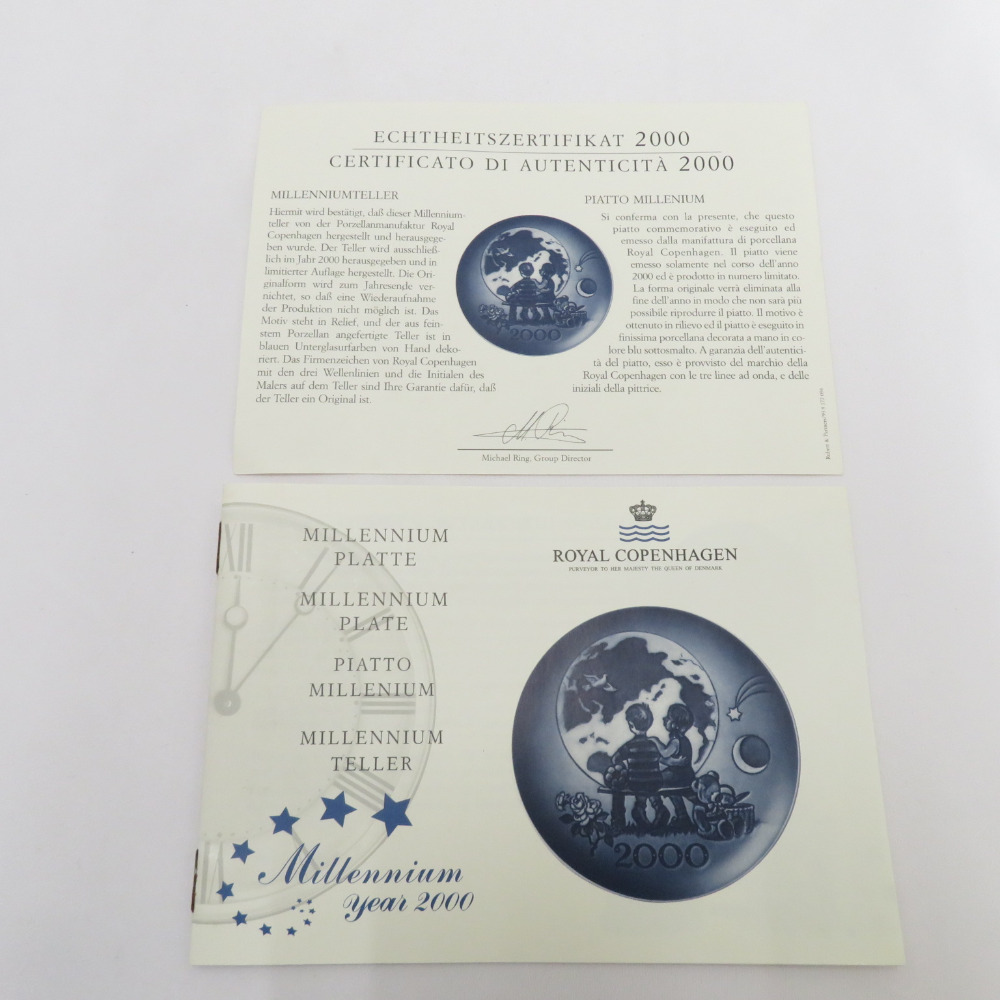 ECHTHEITSZERTIFIKAT 2000
CERTIFICATO DI AUTENTICITÀ 2000
MILLENNIUMTELLER
Hiermit wird bestätigt, daß dieser Millennium-
teller von der Porzellanmanufaktur Royal
Copenhagen hergestellt und herausgege-
ben wurde. Der Teller wird ausschließ-
lich im Jahr 2000 herausgegeben und in
limitierter Auflage hergestellt. Die Ori-
ginalform wird zum Jahresende ver-
nichtet, so daß eine Wiederaufnahme
der Produktion nicht möglich ist. Das
Motiv steht in Relief, und der aus fein-
stem Porzellan angefertigte Teller ist in
blauen Unterglasurfarben von Hand deko-
riert. Das Firmenzeichen von Royal Copenhagen
mit den drei Wellenlinien und die Initialen des
Malers auf dem Teller sind Ihre Garantie dafür, daß
der Teller ein Original ist.
PIATTO MILLENIUM
Si conferma con la presente, che questo
piatto commemorativo è eseguito ed
emesso dalla manifattura di porcellana
Royal Copenhagen. Il piatto viene
emesso solamente nel corso dell'anno
2000 ed è prodotto in numero limitato.
La forma originale verrà eliminata alla
fine dell'anno in modo che non sarà più
possibile riprodurre il piatto. Il motivo è
ottenuto in rilievo ed il piatto è eseguito in
finissima porcellana decorata a mano in co-
lore blu sottosmalto. A garanzia dell'autentici-
tà del piatto, esso è provvisto del marchio della
Royal Copenhagen con le tre linee ad onda, e delle
iniziali della pittrice.
2000
Michael Ring, Group Director
MILLENNIUM
PLATTE
MILLENNIUM
PLATE
PIATTO
MILLENIUM
MILLENNIUM
TELLER
Millennium
Year 2000
ROYAL COPENHAGEN
PURVEYOR TO HER MAJESTY THE QUEEN OF DENMARK
2000